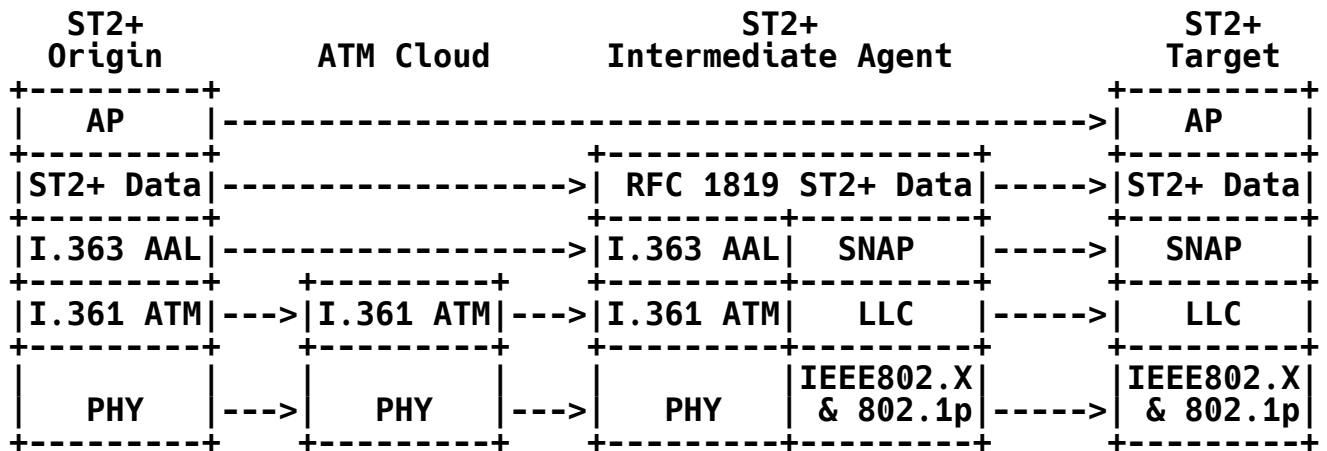 ST2+                                ST2+                    ST2+
  Origin        ATM Cloud      Intermediate Agent           Target
+---------+                                              +---------+
|   AP    |--------------------------------------------->|   AP    |
+---------+                   +-------------------+      +---------+
|ST2+ Data|------------------>| RFC 1819 ST2+ Data|----->|ST2+ Data|
+---------+                   +---------+---------+      +---------+
|I.363 AAL|------------------>|I.363 AAL|  SNAP   |----->|  SNAP   |
+---------+    +---------+    +---------+---------+      +---------+
|I.361 ATM|--->|I.361 ATM|--->|I.361 ATM|   LLC   |----->|   LLC   |
+---------+    +---------+    +---------+---------+      +---------+
|         |    |         |    |         |IEEE802.X|      |IEEE802.X|
|   PHY   |--->|   PHY   |--->|   PHY   | & 802.1p|----->| & 802.1p|
+---------+    +---------+    +---------+---------+      +---------+